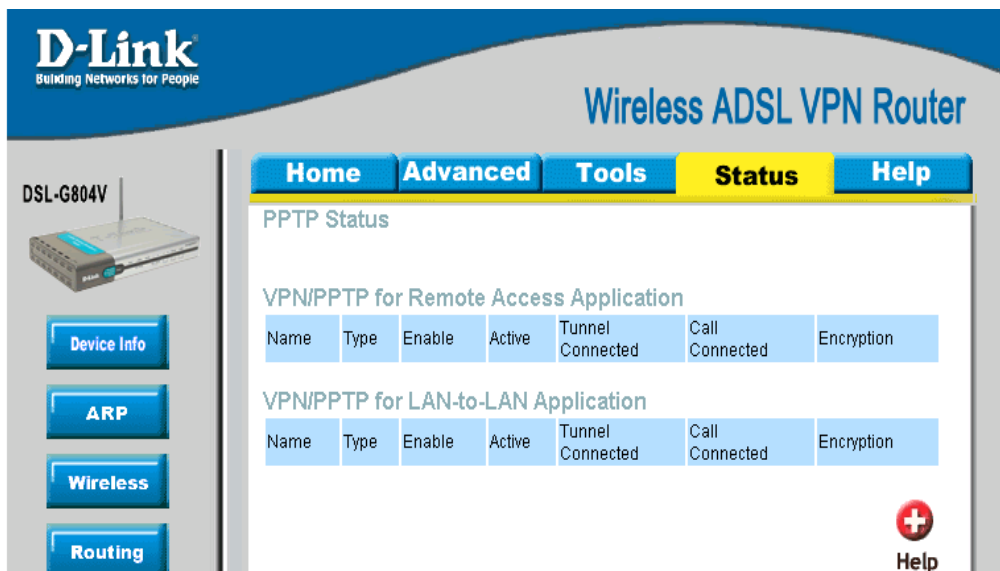 D-Link
Building Networks for People
Wireless ADSL VPN Router
DSL-G804V
Home Advanced Tools Status Help
PPTP Status
VPN/PPTP for Remote Access Application
Name Type Enable Active Tunnel Connected Call Connected Encryption
VPN/PPTP for LAN-to-LAN Application
Name Type Enable Active Tunnel Connected Call Connected Encryption
Device Info
ARP
Wireless
Routing
Help